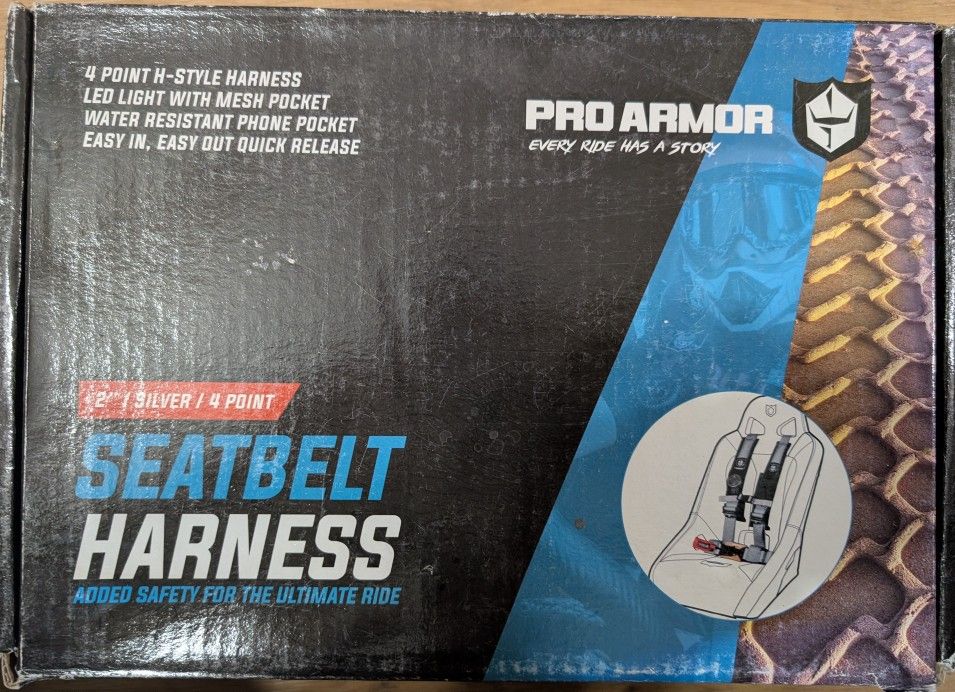 4 POINT H-STYLE HARNESS
LED LIGHT WITH MESH POCKET
WATER RESISTANT PHONE POCKET
EASY IN, EASY OUT QUICK RELEASE
PRO ARMOR
EVERY RIDE HAS A STORY
2" / SILVER / 4 POINT
SEATBELT
HARNESS
ADDED SAFETY FOR THE ULTIMATE RIDE